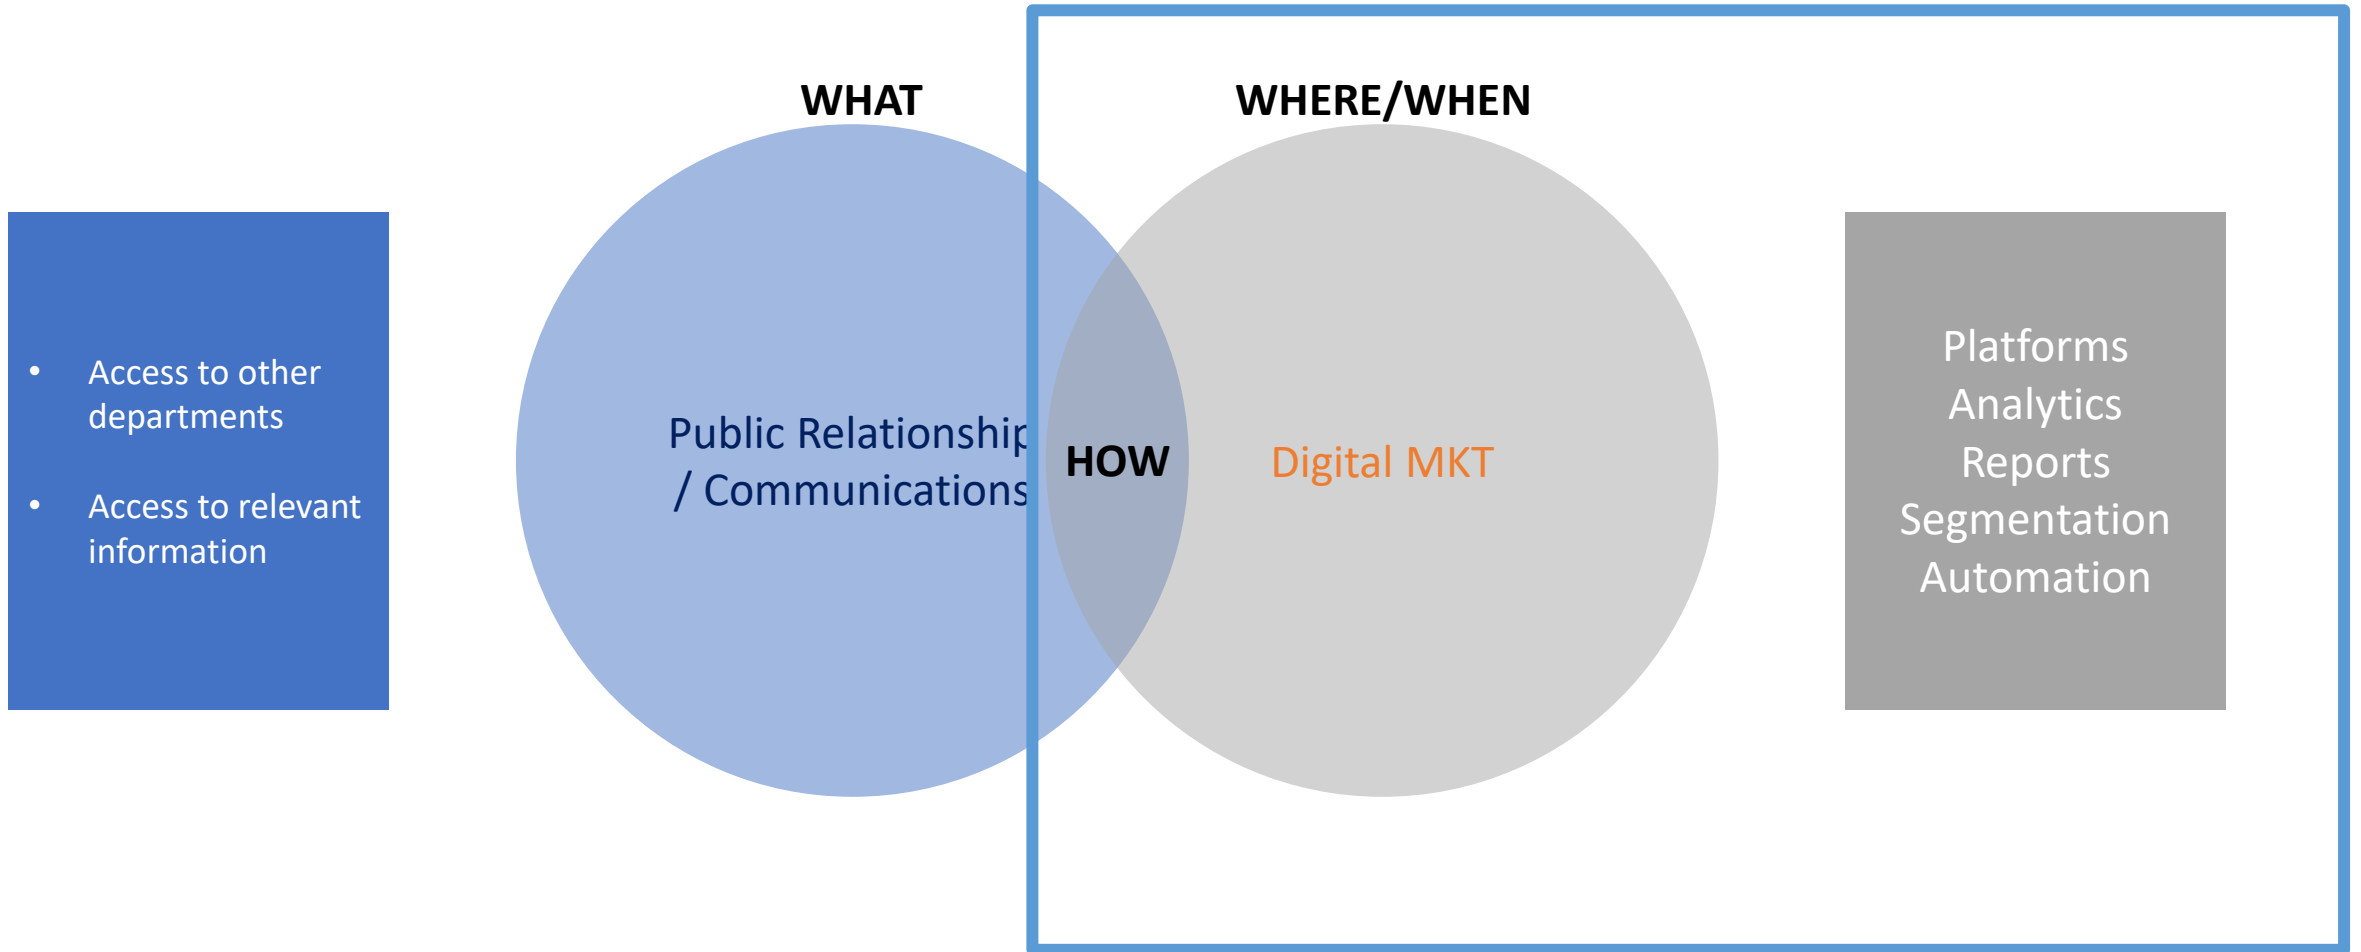 WHAT
WHERE/WHEN
• Access to other
departments
• Access to relevant
information
Public Relationship
/ Communications
HOW
Digital MKT
Platforms
Analytics
Reports
Segmentation
Automation